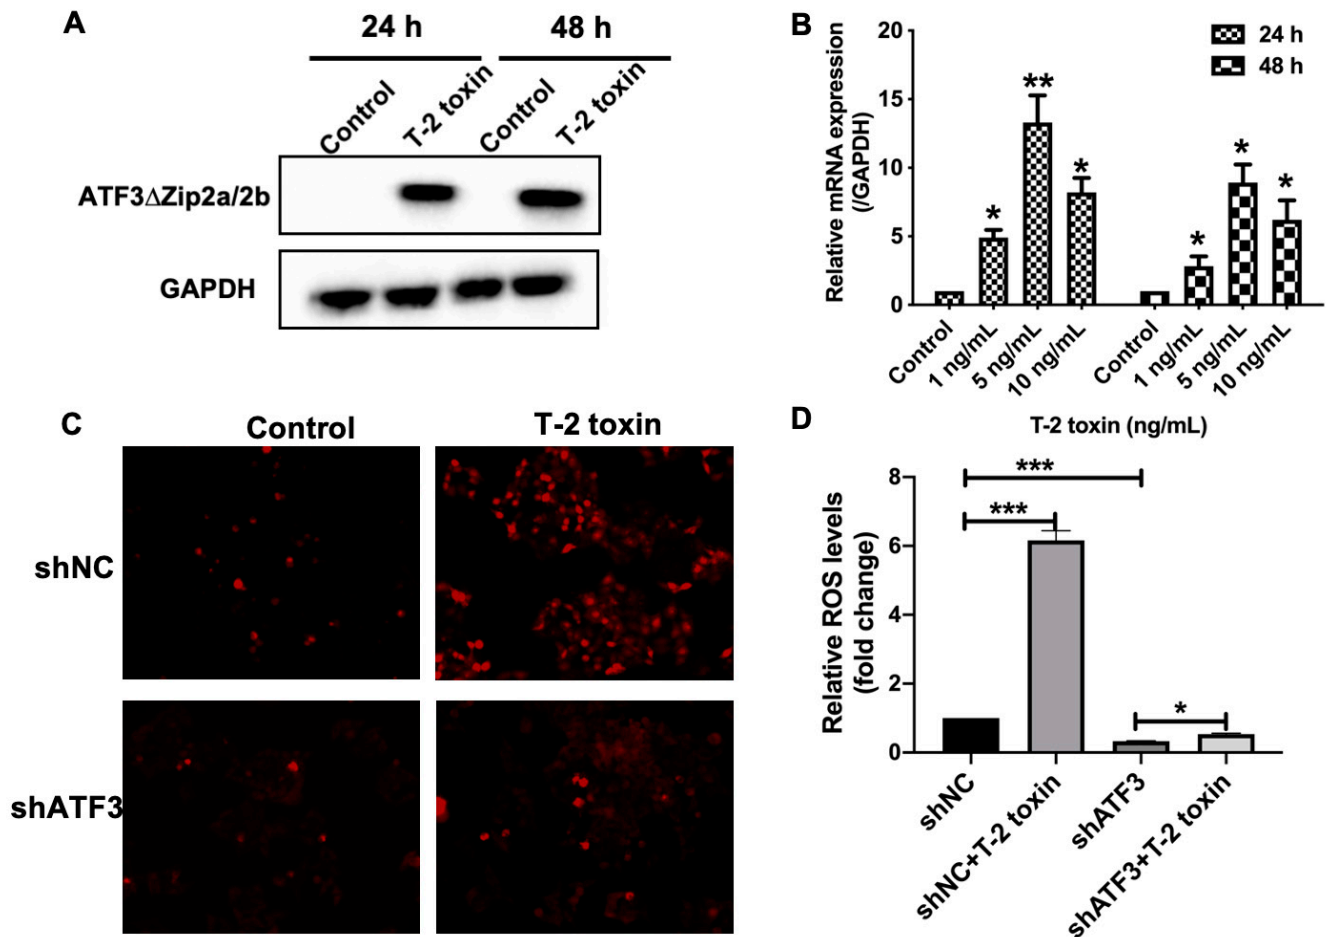 A
24 h
48 h
Control
T-2 toxin
Control
T-2 toxin
ATF3ΔZip2a/2b
GAPDH
B
Relative mRNA expression
(/GAPDH)
20
15
10
5
0
24 h
48 h
*
**
*
*
*
*
Control
1 ng/mL
5 ng/mL
10 ng/mL
Control
1 ng/mL
5 ng/mL
10 ng/mL
T-2 toxin (ng/mL)
C
Control
T-2 toxin
shNC
shATF3
D
Relative ROS levels
(fold change)
8
6
4
2
0
***
***
*
shNC
shNC+T-2 toxin
shATF3
shATF3+T-2 toxin